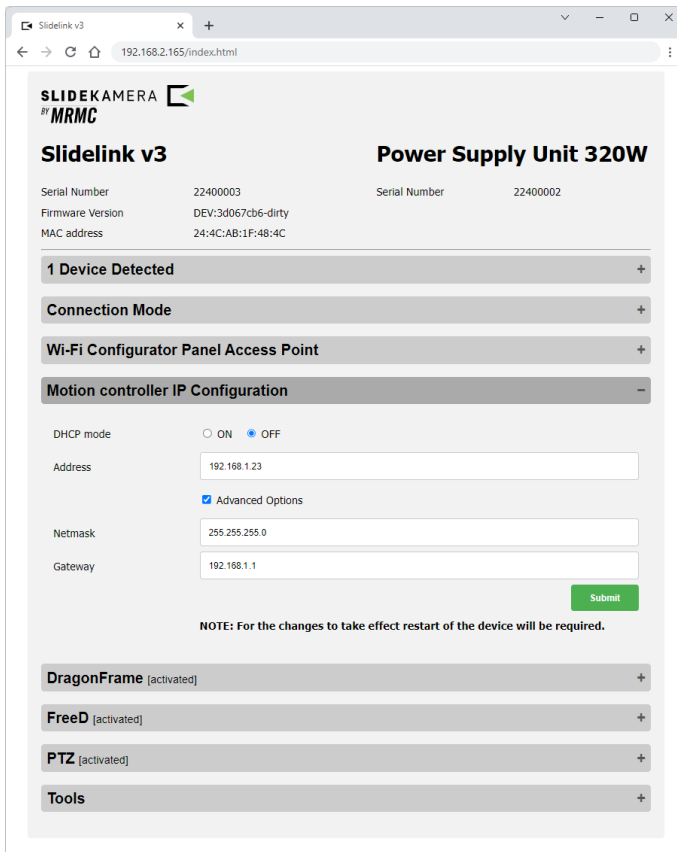 Slidelink v3
192.168.2.165/index.html
SLIDEKAMERA
BY MRMC
Slidelink v3
Power Supply Unit 320W
Serial Number 22400003
Serial Number 22400002
Firmware Version DEV:3d067cb6-dirty
MAC address 24:4C:AB:1F:48:4C
1 Device Detected +
Connection Mode +
Wi-Fi Configurator Panel Access Point +
Motion controller IP Configuration −
DHCP mode ON OFF
Address 192.168.1.23
Advanced Options
Netmask 255.255.255.0
Gateway 192.168.1.1
Submit
NOTE: For the changes to take effect restart of the device will be required.
DragonFrame [activated] +
FreeD [activated] +
PTZ [activated] +
Tools +